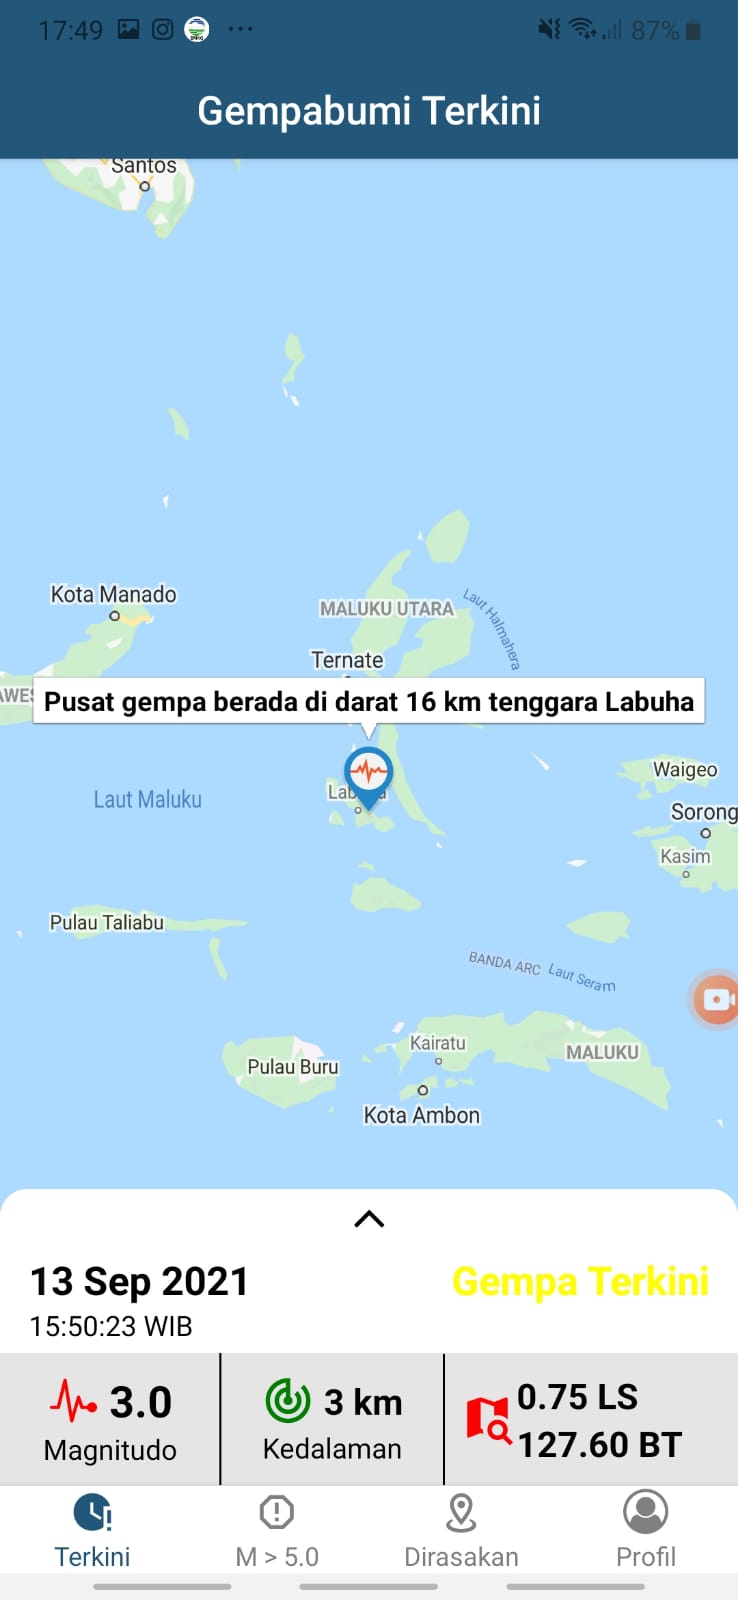 17:49
87%
Gempabumi Terkini
Santos
Kota Manado
MALUKU UTARA
Laut Halmahera
Ternate
Pusat gempa berada di darat 16 km tenggara Labuha
Waigeo
Laut Maluku
Sorong
Kasim
Pulau Taliabu
BANDA ARC
Laut Seram
Kairatu
MALUKU
Pulau Buru
Kota Ambon
13 Sep 2021
Gempa Terkini
15:50:23 WIB
3.0
Magnitudo
3 km
Kedalaman
0.75 LS
127.60 BT
Terkini
M > 5.0
Dirasakan
Profil